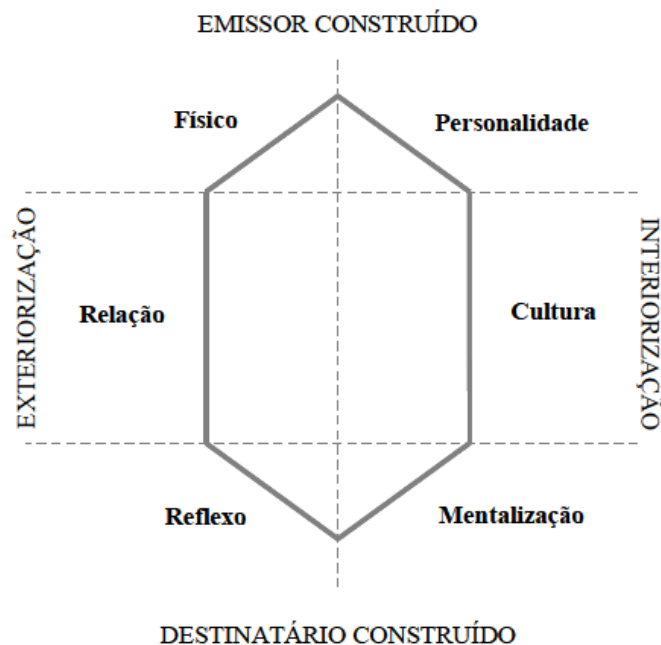 EMISSOR CONSTRUÍDO
Físico
Personalidade
EXTERIORIZAÇÃO
Relação
Cultura
INTERIORIZAÇÃO
Reflexo
Mentalização
DESTINATÁRIO CONSTRUÍDO